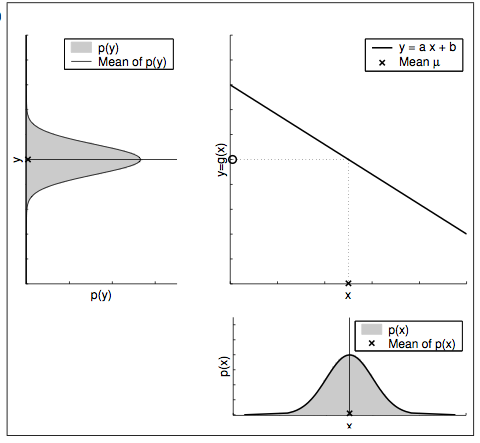 p(y)
Mean of p(y)
y
p(y)
y = a x + b
Mean μ
y=g(x)
x
p(x)
Mean of p(x)
p(x)
x